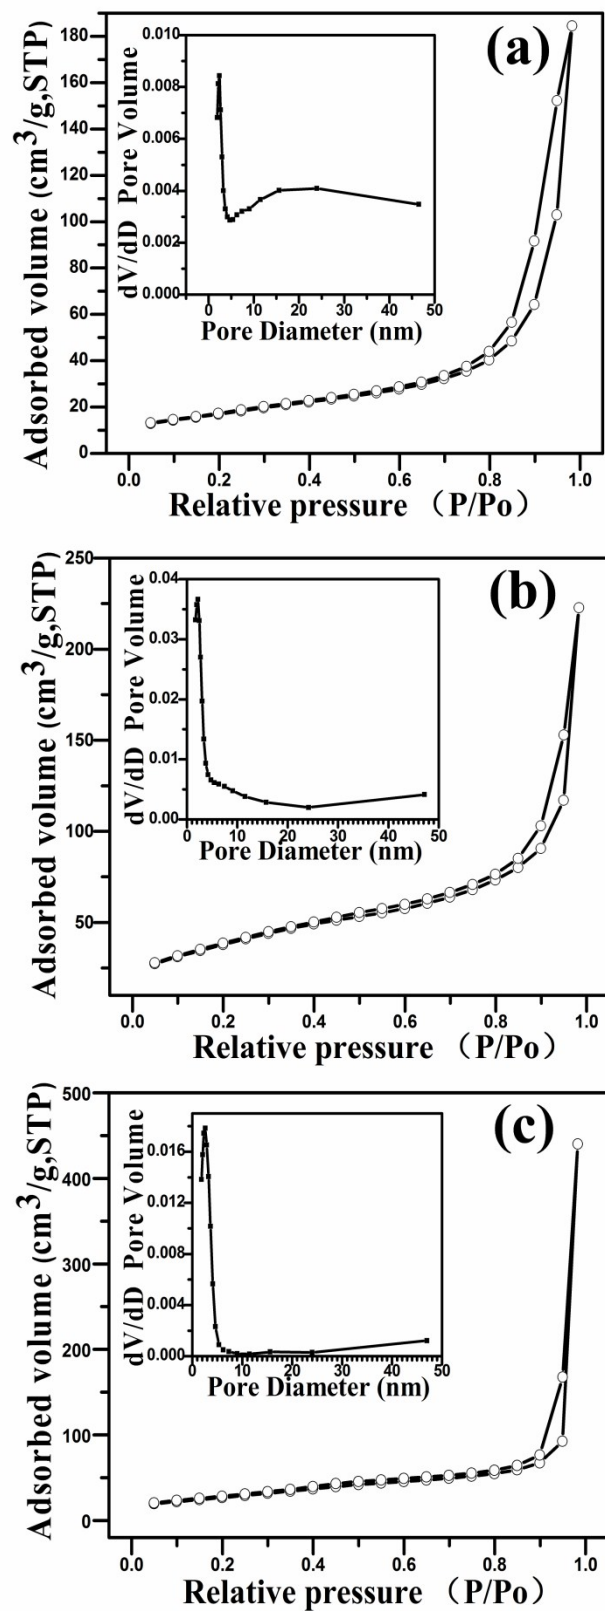 (a)
Adsorbed volume (cm³/g,STP)
180
160
140
120
100
80
60
40
20
0
0.0 0.2 0.4 0.6 0.8 1.0
Relative pressure （P/Po）
dV/dD Pore Volume
0.010
0.008
0.006
0.004
0.002
0.000
0 10 20 30 40 50
Pore Diameter (nm)
(b)
Adsorbed volume (cm³/g,STP)
250
200
150
100
50
0.0 0.2 0.4 0.6 0.8 1.0
Relative pressure （P/Po）
dV/dD Pore Volume
0.04
0.03
0.02
0.01
0.00
0 10 20 30 40 50
Pore Diameter (nm)
(c)
Adsorbed volume (cm³/g,STP)
500
400
300
200
100
0
0.0 0.2 0.4 0.6 0.8 1.0
Relative pressure （P/Po）
dV/dD Pore Volume
0.016
0.012
0.008
0.004
0.000
0 10 20 30 40 50
Pore Diameter (nm)